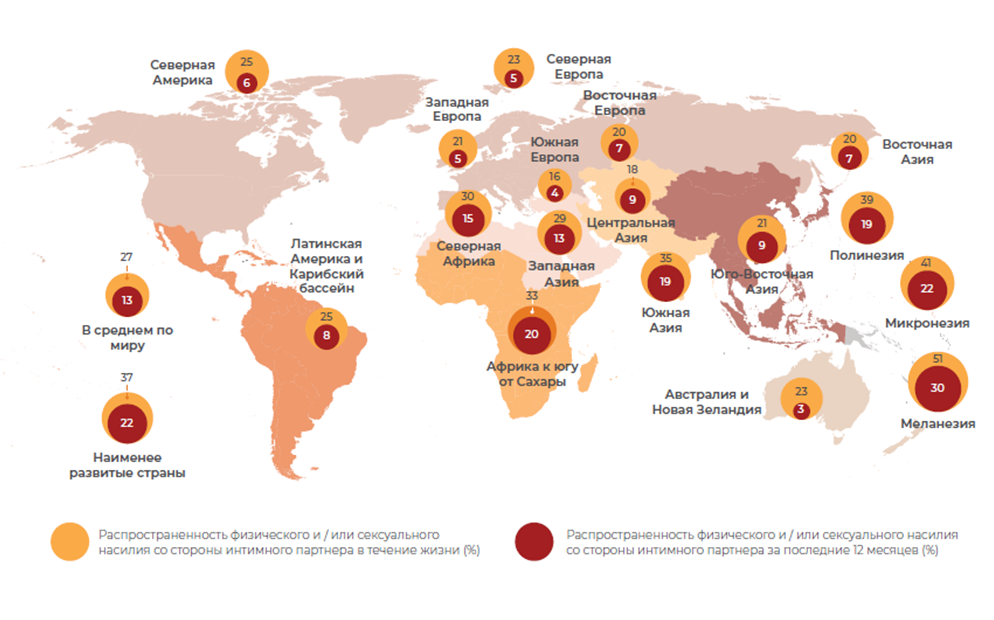 Северная
Америка
25
6
23
5
Северная
Европа
Западная
Европа
21
5
Восточная
Европа
20
7
Южная
Европа
16
4
20
7
Восточная
Азия
18
9
Центральная
Азия
30
15
Северная
Африка
29
13
Западная
Азия
39
19
Полинезия
21
9
Юго-Восточная
Азия
35
19
Южная
Азия
41
22
Микронезия
Латинская
Америка и
Карибский
бассейн
25
8
27
13
В среднем по
миру
33
20
Африка к югу
от Сахары
51
30
Меланезия
Австралия и
Новая Зеландия
23
3
37
22
Наименее
развитые страны
Распространенность физического и / или сексуального
насилия со стороны интимного партнера в течение жизни (%)
Распространенность физического и / или сексуального насилия
со стороны интимного партнера за последние 12 месяцев (%)